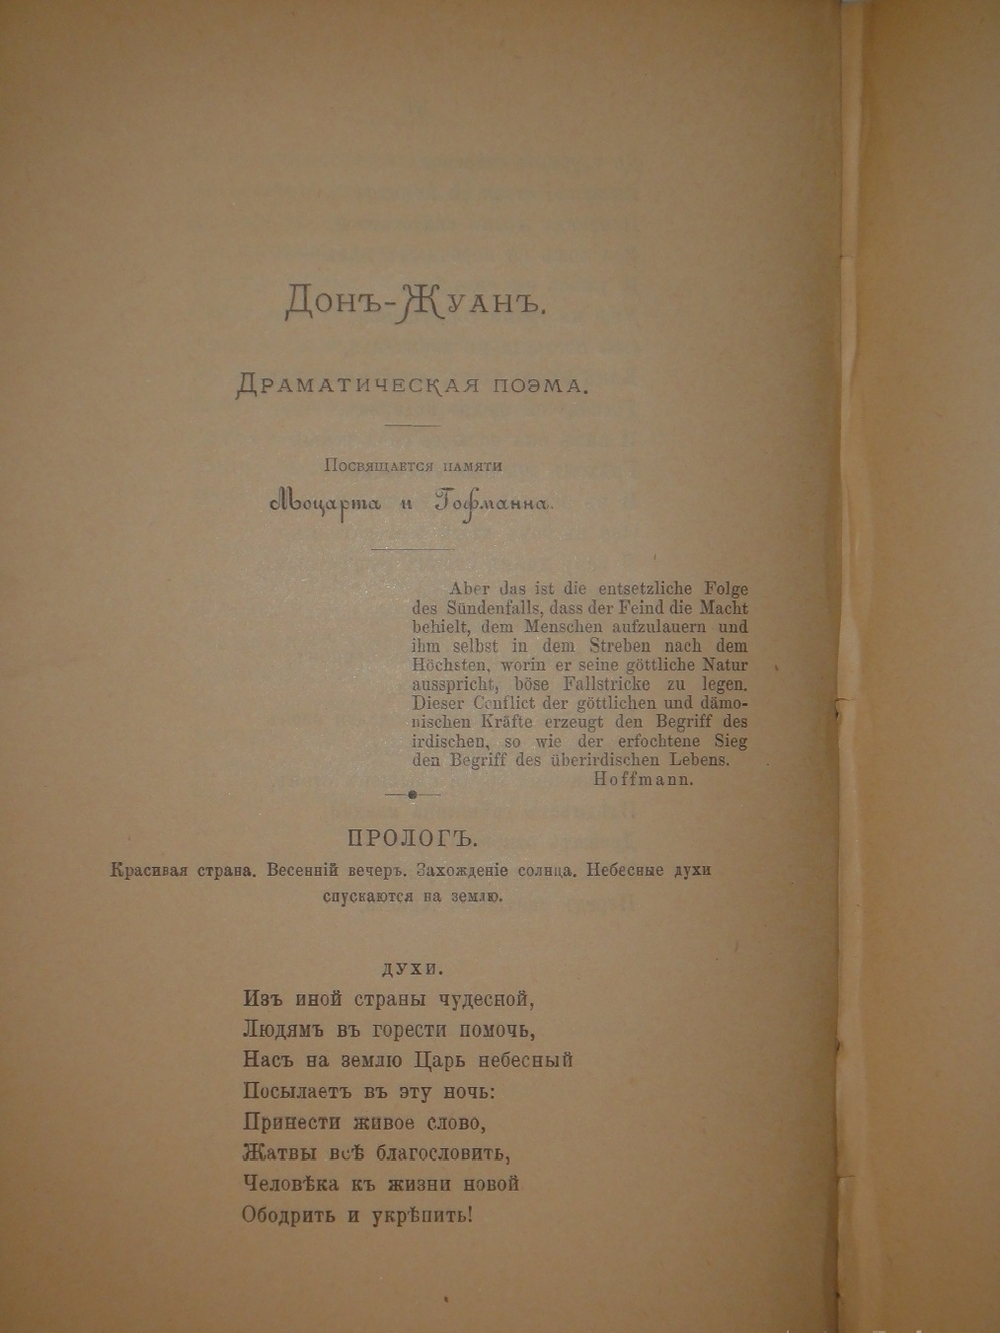 Донъ-Жуанъ.
Драматическая поэма.
Посвящается памяти
Моцарта и Гофманна.
Aber das ist die entsetzliche Folge
des Sündenfalls, dass der Feind die Macht
behielt, dem Menschen aufzulauern und
ihm selbst in dem Streben nach dem
Höchsten, worin er seine göttliche Natur
ausspricht, böse Fallstricke zu legen.
Dieser Conflict der göttlichen und dämo-
nischen Kräfte erzeugt den Begriff des
irdischen, so wie der erfochtene Sieg
den Begriff des überirdischen Lebens.
Hoffmann.
ПРОЛОГЪ.
Красивая страна. Весенній вечеръ. Захожденіе солнца. Небесные духи
спускаются на землю.
ДУХИ.
Изъ иной страны чудесной,
Людямъ въ горести помочь,
Насъ на землю Царь небесный
Посылаетъ въ эту ночь:
Принести живое слово,
Жатвы всѣ благословить,
Человѣка къ жизни новой
Ободрить и укрѣпить!